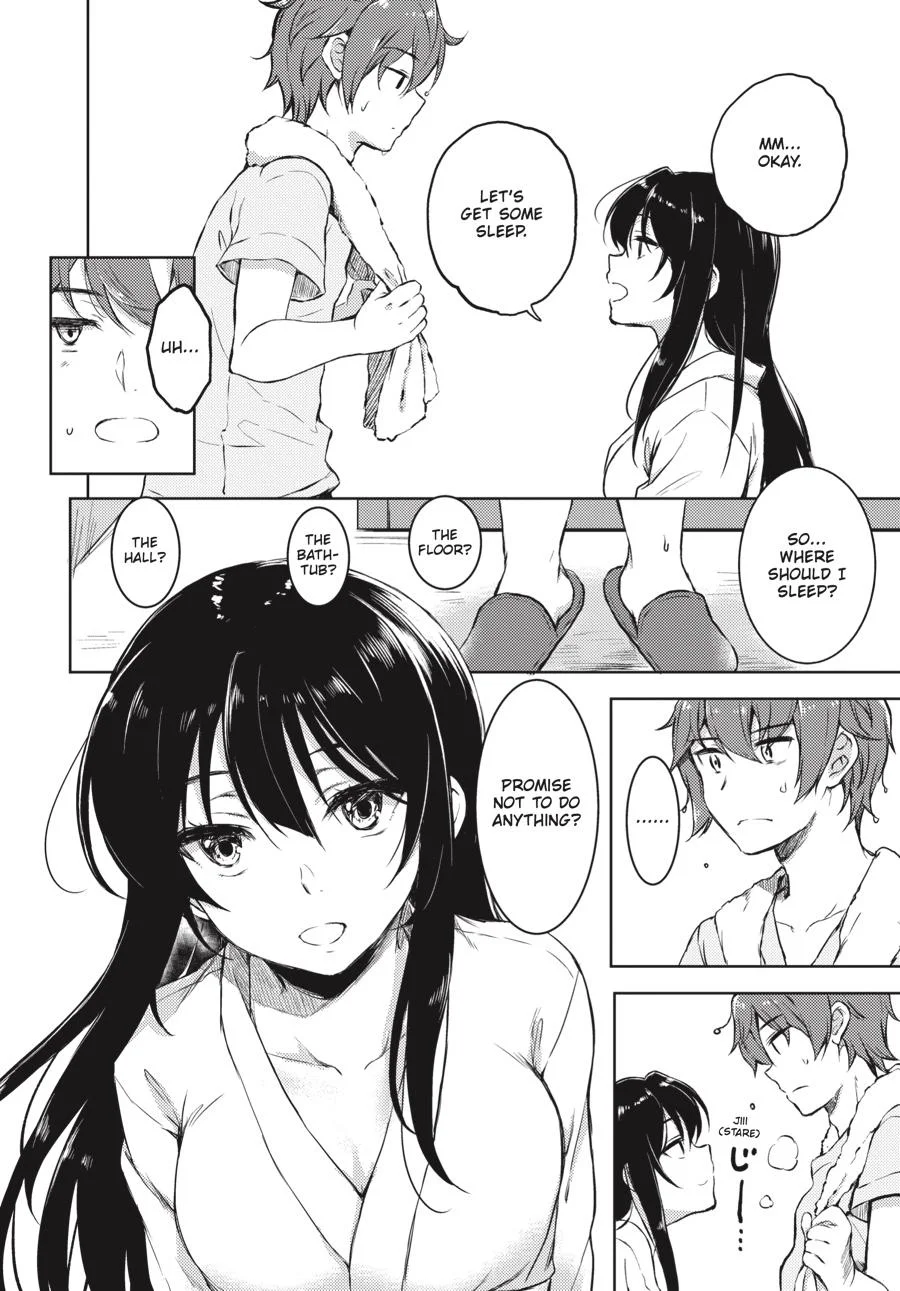 MM...
OKAY.
LET'S
GET SOME
SLEEP.
UH...
SO...
WHERE
SHOULD I
SLEEP?
THE
FLOOR?
THE
BATH-
TUB?
THE
HALL?
......
JIII
(STARE)
じーーー…
PROMISE
NOT TO DO
ANYTHING?